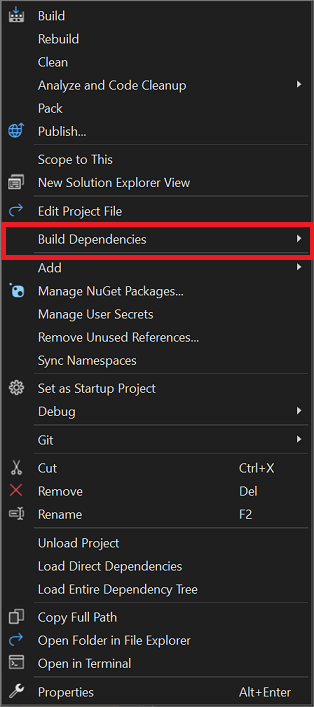 Build
Rebuild
Clean
Analyze and Code Cleanup
Pack
Publish...
Scope to This
New Solution Explorer View
Edit Project File
Build Dependencies
Add
Manage NuGet Packages...
Manage User Secrets
Remove Unused References...
Sync Namespaces
Set as Startup Project
Debug
Git
Cut Ctrl+X
Remove Del
Rename F2
Unload Project
Load Direct Dependencies
Load Entire Dependency Tree
Copy Full Path
Open Folder in File Explorer
Open in Terminal
Properties Alt+Enter